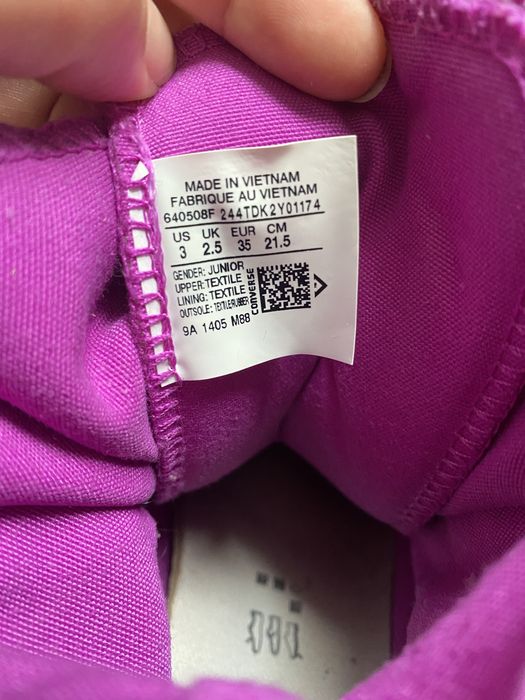 MADE IN VIETNAM
FABRIQUE AU VIETNAM
640508F 244TDK2Y01174
US UK EUR CM
3 2.5 35 21.5
GENDER: JUNIOR
UPPER: TEXTILE
LINING: TEXTILE
OUTSOLE: TEXTILE/RUBBER
CONVERSE
9A 1405 M88